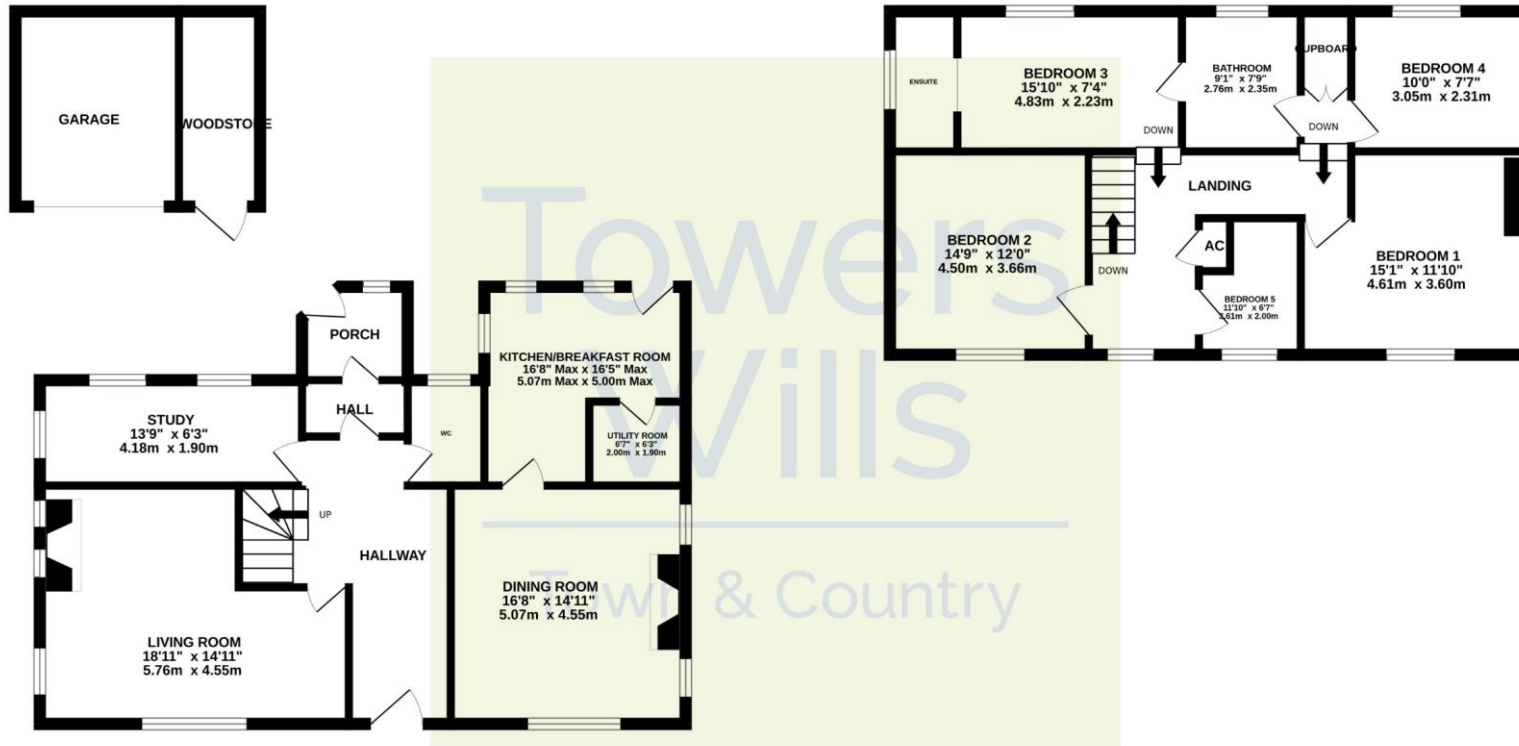 GARAGE
WOODSTORE
PORCH
HALL
STUDY
13'9" x 6'3"
4.18m x 1.90m
WC
KITCHEN/BREAKFAST ROOM
16'8" Max x 16'5" Max
5.07m Max x 5.00m Max
UTILITY ROOM
6'7" x 6'3"
2.00m x 1.90m
UP
HALLWAY
LIVING ROOM
18'11" x 14'11"
5.76m x 4.55m
DINING ROOM
16'8" x 14'11"
5.07m x 4.55m
ENSUITE
BEDROOM 3
15'10" x 7'4"
4.83m x 2.23m
DOWN
BATHROOM
9'1" x 7'9"
2.76m x 2.35m
CUPBOARD
DOWN
BEDROOM 4
10'0" x 7'7"
3.05m x 2.31m
LANDING
BEDROOM 2
14'9" x 12'0"
4.50m x 3.66m
DOWN
AC
BEDROOM 5
11'10" x 6'7"
3.61m x 2.00m
BEDROOM 1
15'1" x 11'10"
4.61m x 3.60m
Towers
Wills
Town & Country